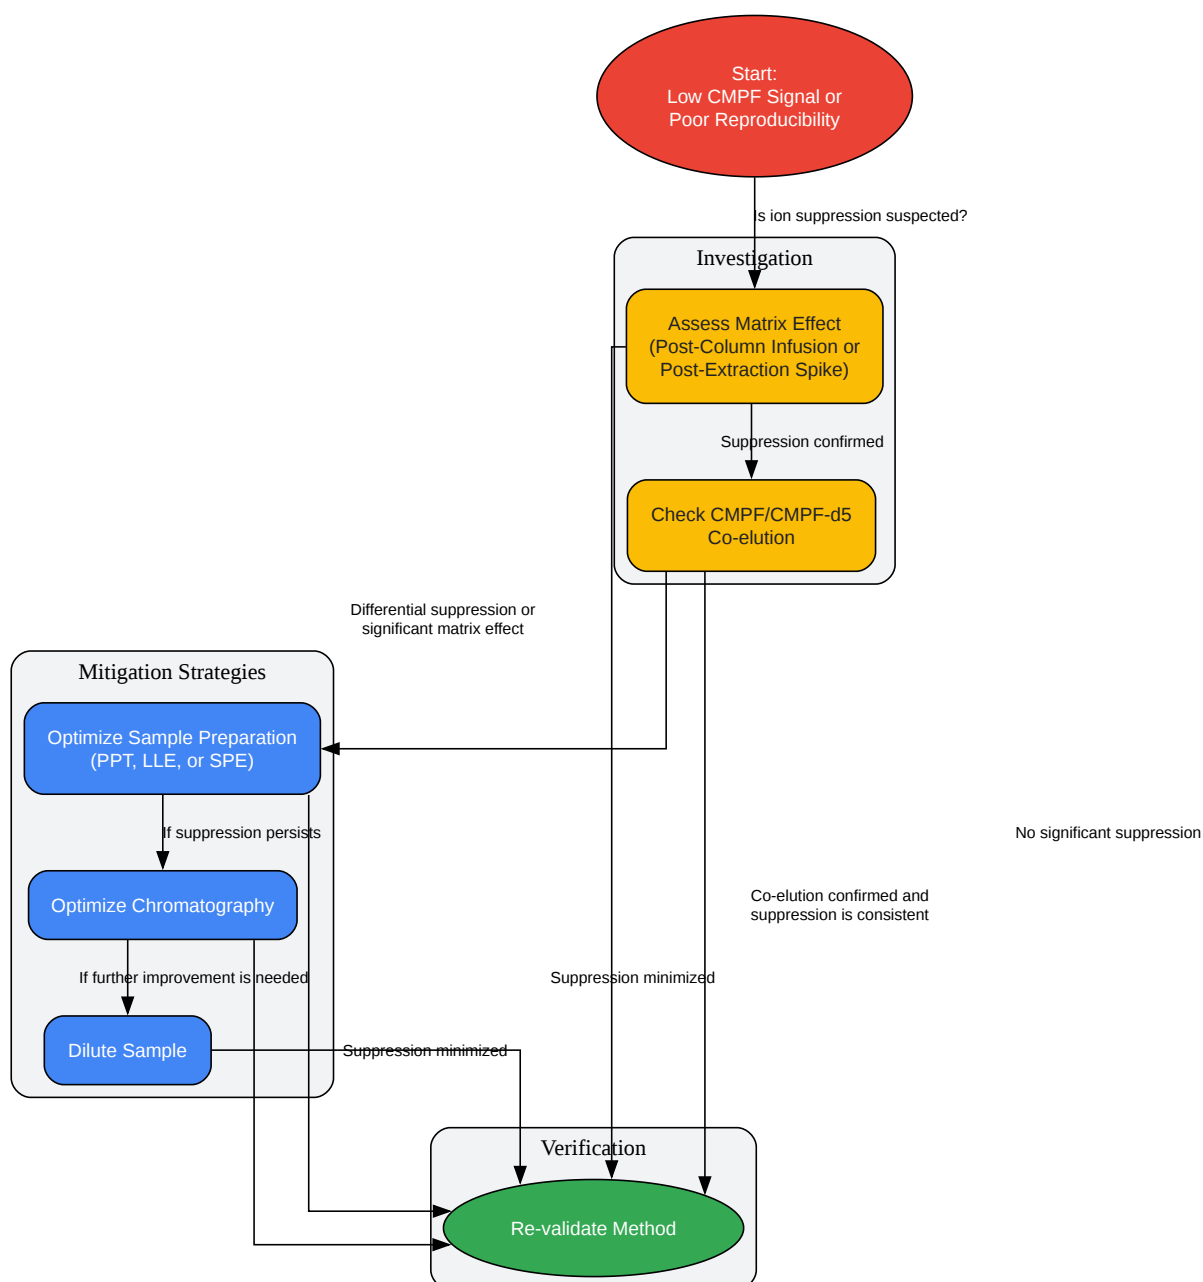 Start:
Low CMPF Signal or
Poor Reproducibility
Is ion suppression suspected?
Investigation
Assess Matrix Effect
(Post-Column Infusion or
Post-Extraction Spike)
Suppression confirmed
Check CMPF/CMPF-d5
Co-elution
Differential suppression or
significant matrix effect
Mitigation Strategies
Optimize Sample Preparation
(PPT, LLE, or SPE)
If suppression persists
No significant suppression
Optimize Chromatography
Co-elution confirmed and
suppression is consistent
If further improvement is needed
Suppression minimized
Dilute Sample
Suppression minimized
Verification
Re-validate Method